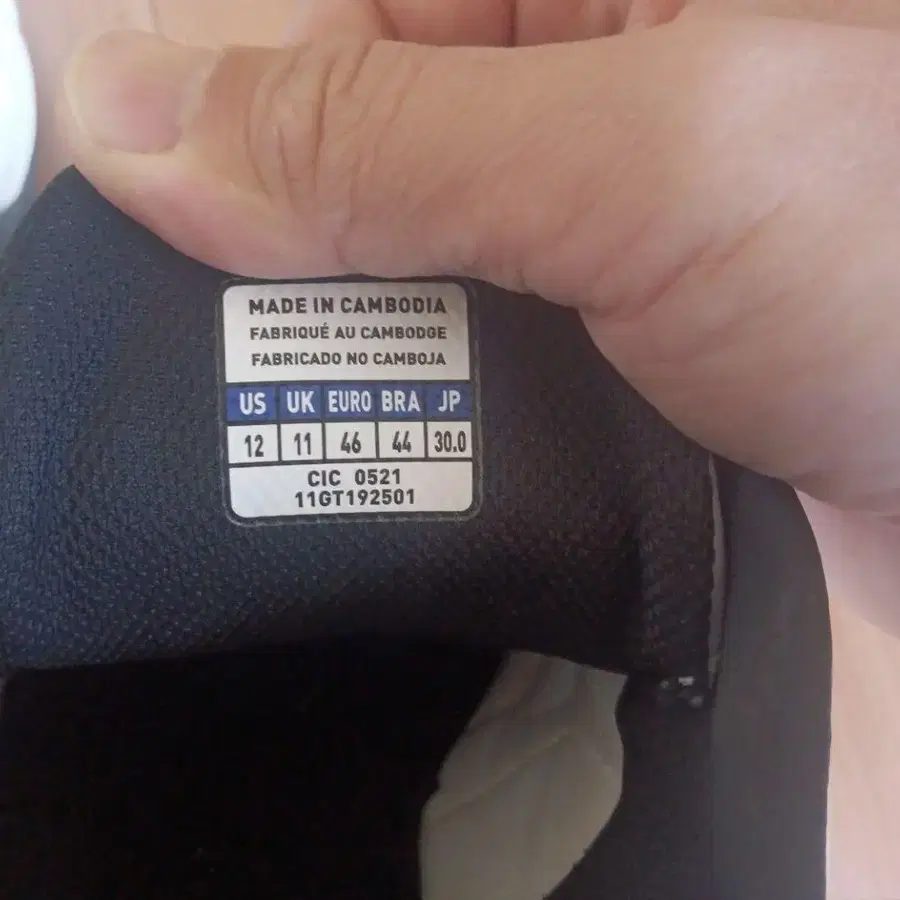 MADE IN CAMBODIA
FABRIQUÉ AU CAMBODGE
FABRICADO NO CAMBOJA
US UK EURO BRA JP
12 11 46 44 30.0
CIC 0521
11GT192501